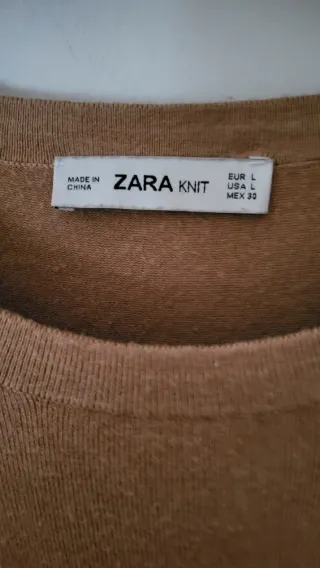 MADE IN
CHINA
ZARA KNIT
EUR L
USA L
MEX 30